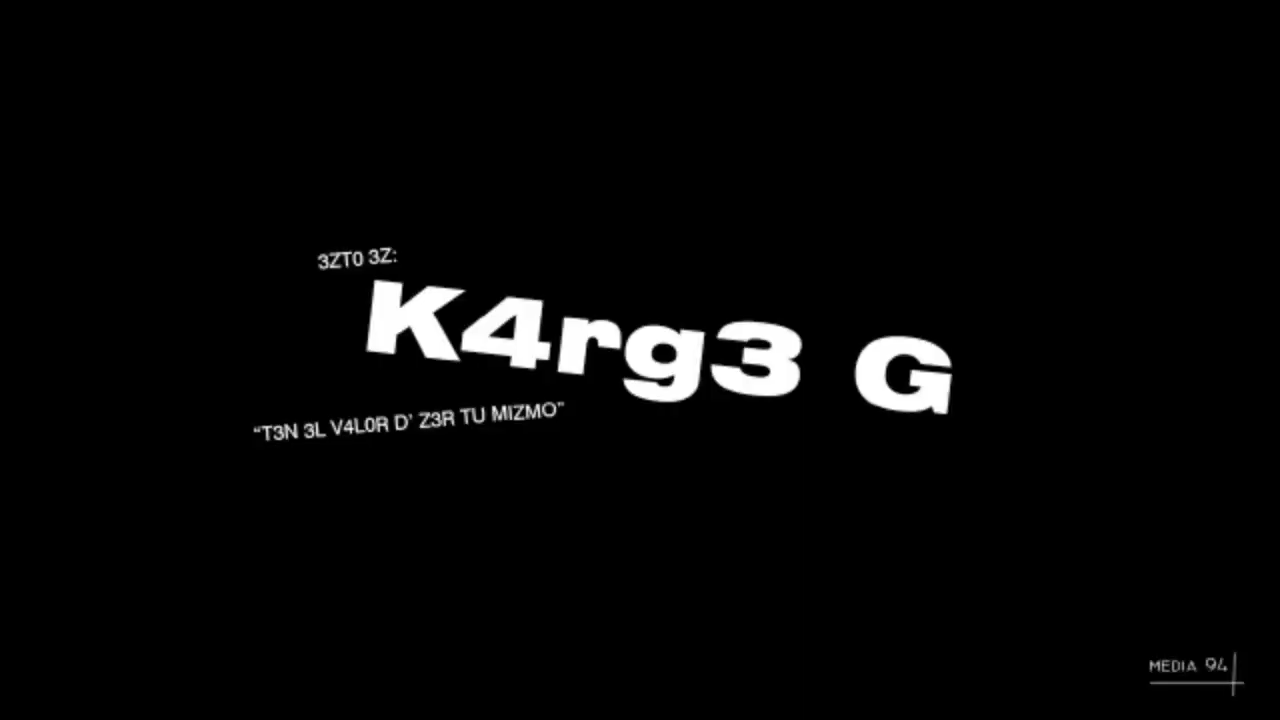 3ZT0 3Z:
K4rg3 G
“T3N 3L V4L0R D’ Z3R TU MIZMO”
MEDIA 94